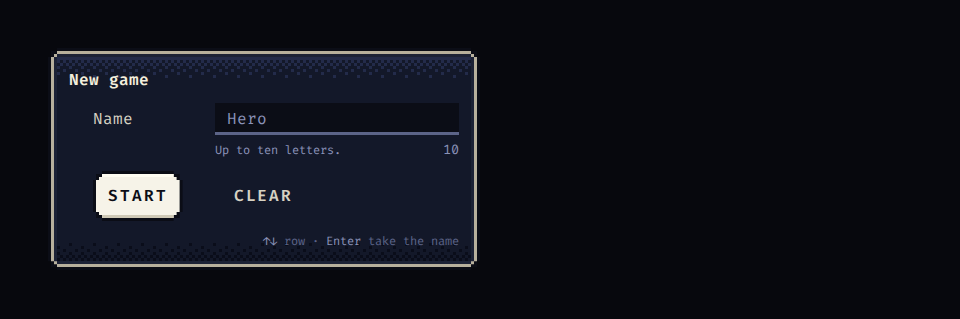 New game
Name Hero
Up to ten letters. 10
START CLEAR
↑↓ row · Enter take the name